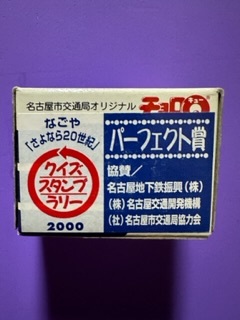 名古屋市交通局オリジナル チョロQ
キュー
なごや
「さよなら20世紀」
クイズ
スタンプ
ラリー
2000
パーフェクト賞
協賛/
名古屋地下鉄振興(株)
(株)名古屋交通開発機構
(社)名古屋市交通局協力会